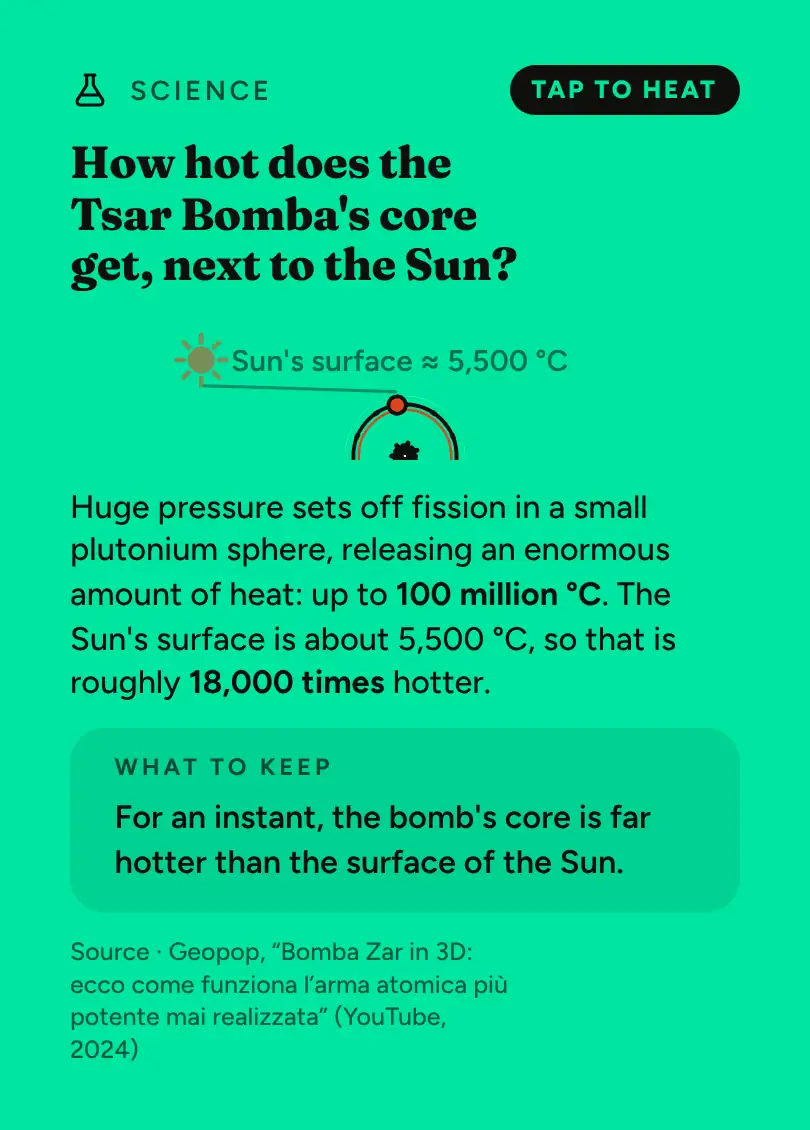 SCIENCE
TAP TO HEAT
How hot does the
Tsar Bomba's core
get, next to the Sun?
Sun's surface ≈ 5,500 °C
Huge pressure sets off fission in a small
plutonium sphere, releasing an enormous
amount of heat: up to 100 million °C. The
Sun's surface is about 5,500 °C, so that is
roughly 18,000 times hotter.
WHAT TO KEEP
For an instant, the bomb's core is far
hotter than the surface of the Sun.
Source · Geopop, “Bomba Zar in 3D:
ecco come funziona l’arma atomica più
potente mai realizzata” (YouTube,
2024)